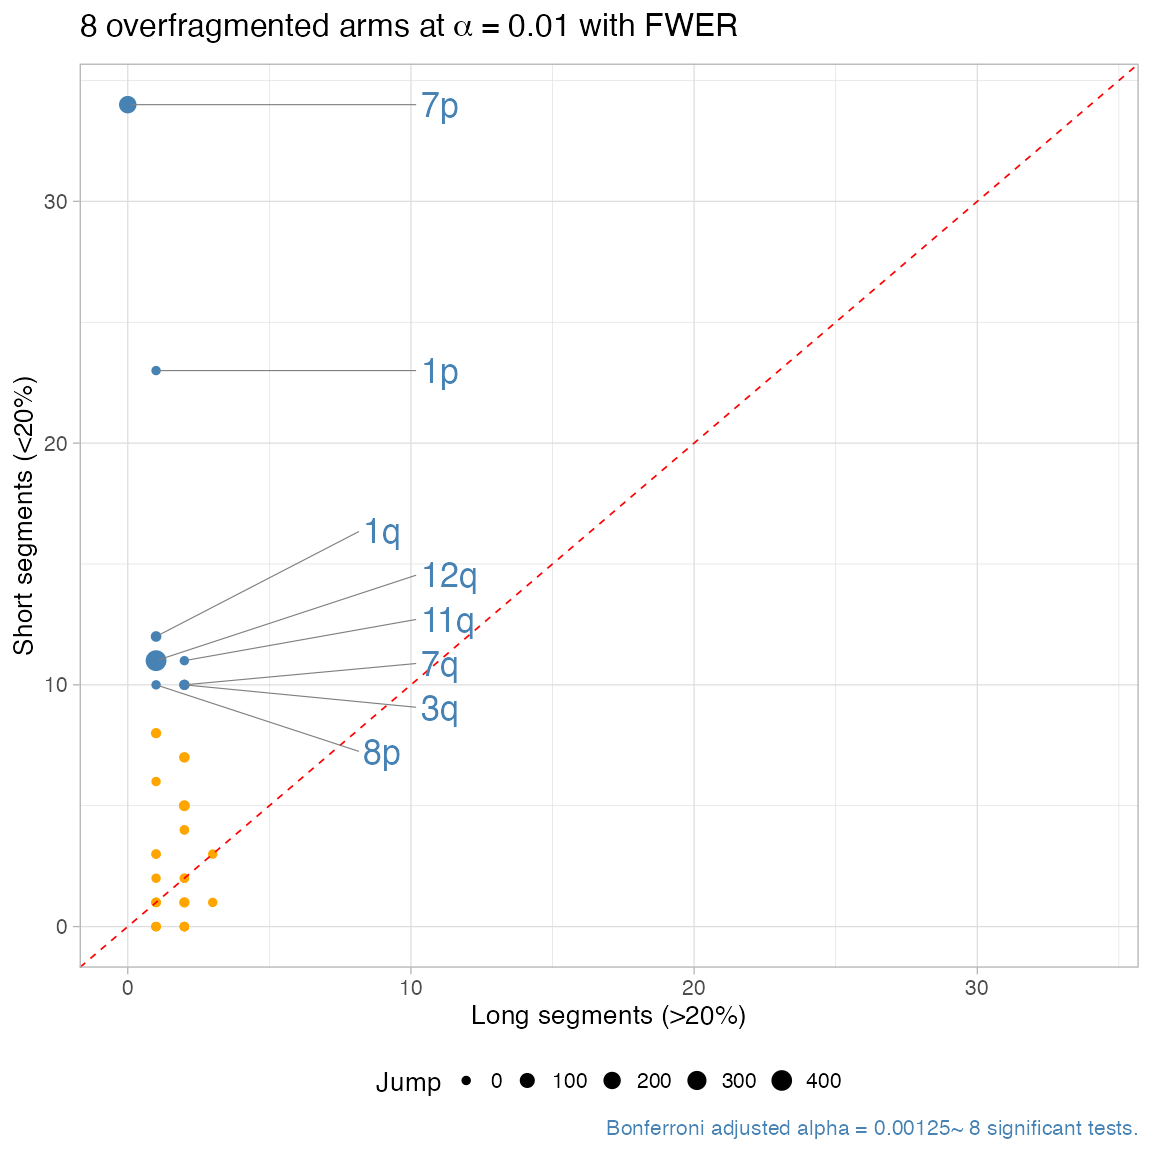 8 overfragmented arms at α = 0.01 with FWER
7p
30
1p
Short segments (<20%)
20
1q
12q
11q
7q
10
3q
8p
0
0 10 20 30
Long segments (>20%)
Jump 0 100 200 300 400
Bonferroni adjusted alpha = 0.00125~ 8 significant tests.